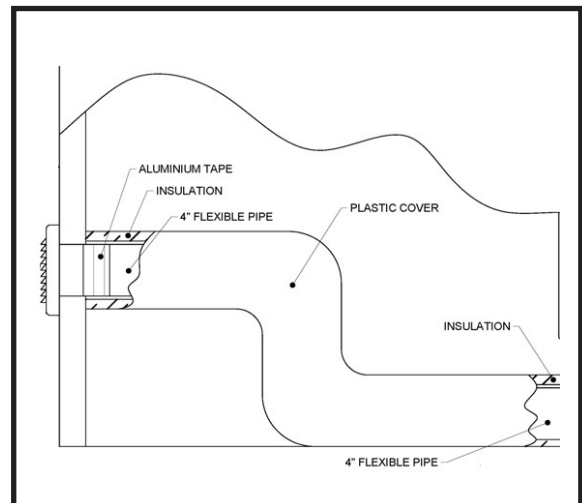 ALUMINIUM TAPE
INSULATION
4" FLEXIBLE PIPE
PLASTIC COVER
INSULATION
4" FLEXIBLE PIPE